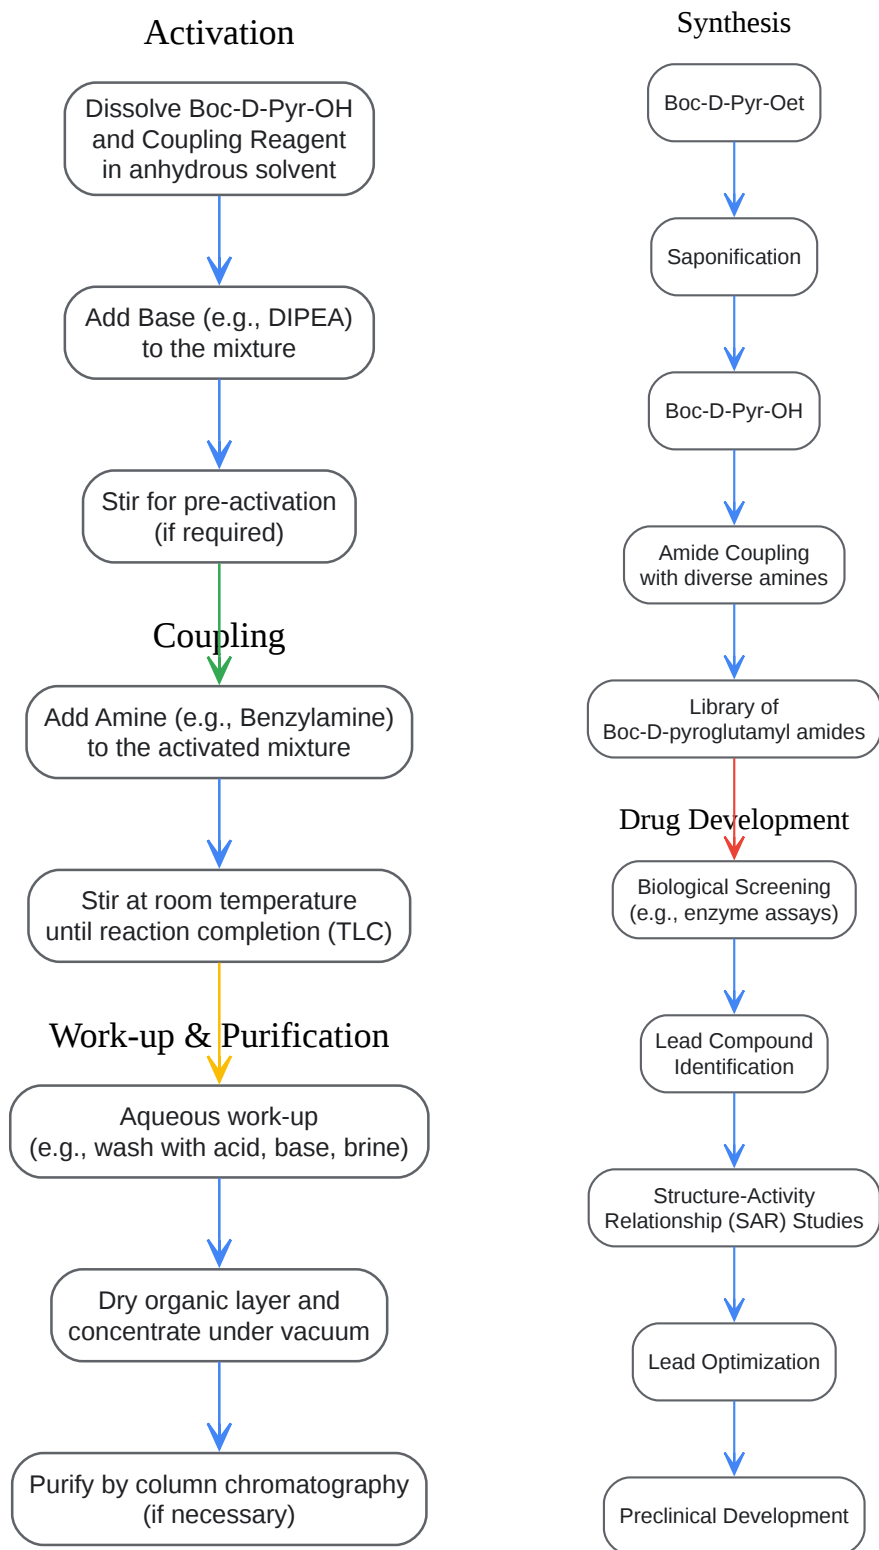 Activation
Dissolve Boc-D-Pyr-OH
and Coupling Reagent
in anhydrous solvent
Add Base (e.g., DIPEA)
to the mixture
Stir for pre-activation
(if required)
Coupling
Add Amine (e.g., Benzylamine)
to the activated mixture
Stir at room temperature
until reaction completion (TLC)
Work-up & Purification
Aqueous work-up
(e.g., wash with acid, base, brine)
Dry organic layer and
concentrate under vacuum
Purify by column chromatography
(if necessary)
Synthesis
Boc-D-Pyr-Oet
Saponification
Boc-D-Pyr-OH
Amide Coupling
with diverse amines
Library of
Boc-D-pyroglutamyl amides
Drug Development
Biological Screening
(e.g., enzyme assays)
Lead Compound
Identification
Structure-Activity
Relationship (SAR) Studies
Lead Optimization
Preclinical Development